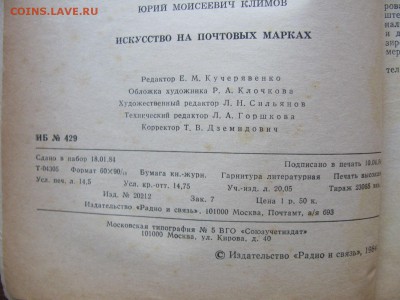 COINS.LAVE.RU
ЮРИЙ МОИСЕЕВИЧ КЛИМОВ
ИСКУССТВО НА ПОЧТОВЫХ МАРКАХ
Редактор Е. М. Кучерявенко
Обложка художника Р. А. Клочкова
Художественный редактор Л. Н. Сильянов
Технический редактор Л. А. Горшкова
Корректор Т. В. Дземидович
ИБ № 429
Сдано в набор 19.01.84 Подписано в печать
Т-04395 Формат 60×90/16 Бумага кн.-журн. Гарнитура литературная Печать высокая
Усл. печ. л. 14,5 Усл. кр.-отт. 14,75 Уч.-изд. л. 20,05 Тираж
Изд. № 20212 Зак. 7 Цена 1 р. 50 к.
Издательство «Радио и связь», 101000 Москва, Почтамт, а/я 693
Московская типография № 5 ВГО «Союзучетиздат»
101000 Москва, ул. Кирова, д. 40
© Издательство «Радио и связь», 1984